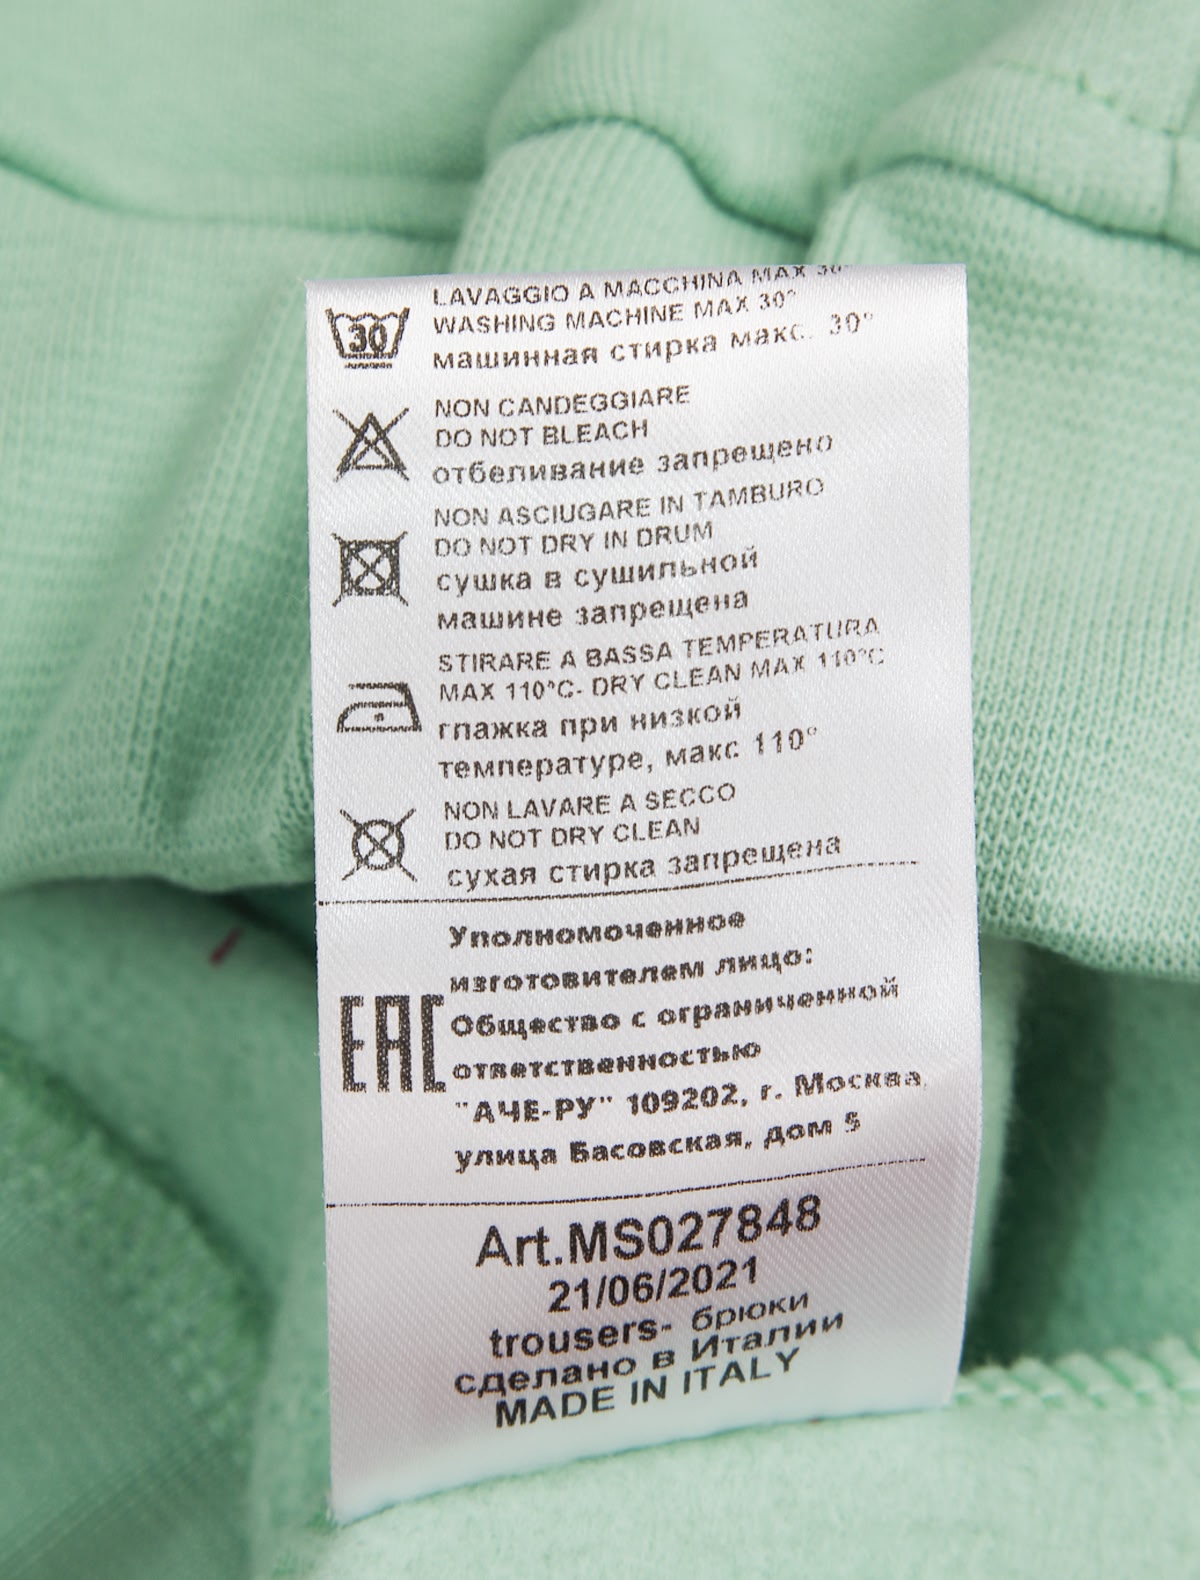 LAVAGGIO A MACCHINA MAX 30°
30
WASHING MACHINE MAX 30°
машинная стирка макс. 30°
NON CANDEGGIARE
DO NOT BLEACH
отбеливание запрещено
NON ASCIUGARE IN TAMBURO
DO NOT DRY IN DRUM
сушка в сушильной
машине запрещена
STIRARE A BASSA TEMPERATURA
MAX 110°C- DRY CLEAN MAX 110°C
глажка при низкой
температуре, макс. 110°
NON LAVARE A SECCO
DO NOT DRY CLEAN
сухая стирка запрещена
Уполномоченное
изготовителем лицо:
EAC
Общество с ограниченной
ответственностью
"АЧЕ-РУ" 109202, г. Москва,
улица Басовская, дом 5
Art.MS027848
21/06/2021
trousers- брюки
сделано в Италии
MADE IN ITALY